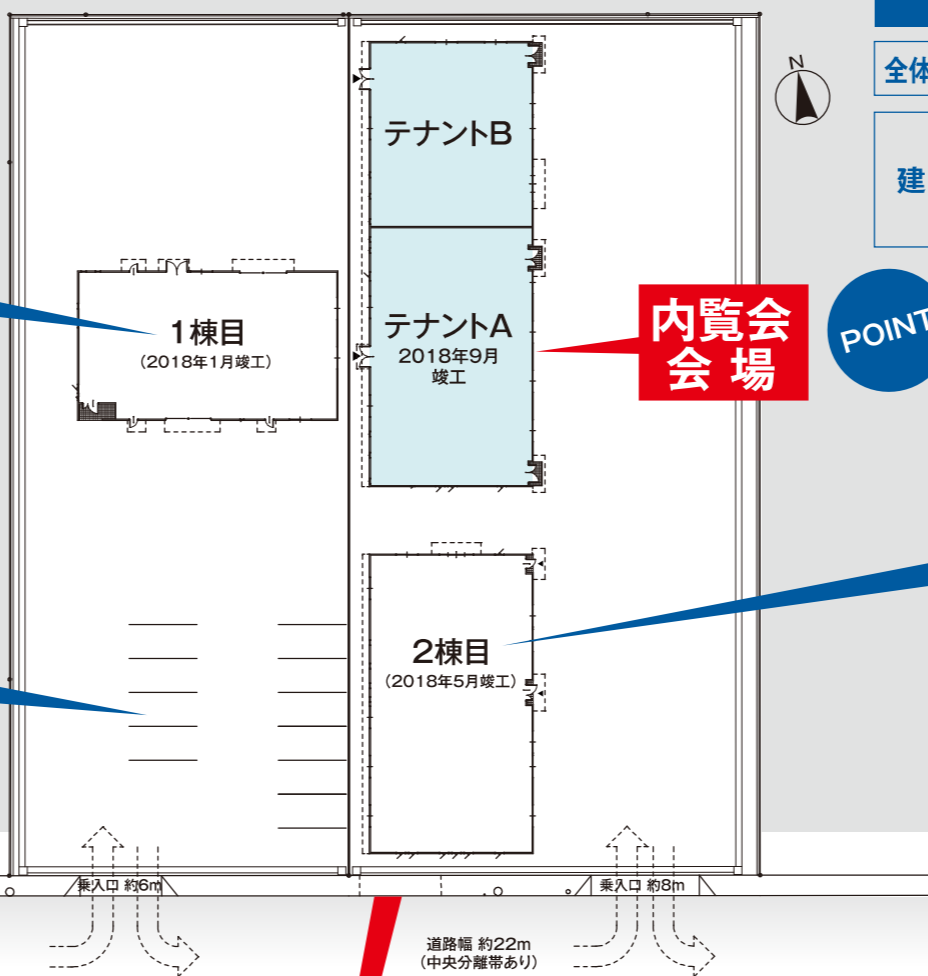 N
全体
建
POINT
テナントB
テナントA
2018年9月
竣工
内覧会
会場
1棟目
（2018年1月竣工）
2棟目
（2018年5月竣工）
乗入口 約6m
乗入口 約8m
道路幅 約22m
（中央分離帯あり）